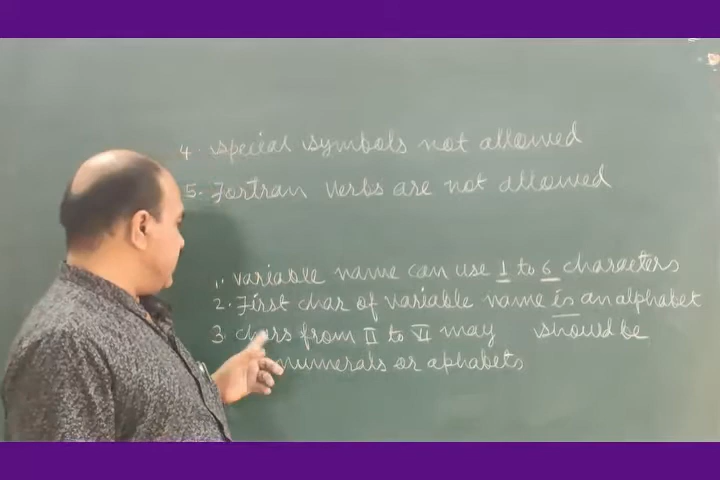 4. Special symbols not allowed
5. Fortran verbs are not allowed
1. Variable name can use 1 to 6 characters
2. First char of variable name is an alphabet
3. chars from II to VI may should be
numerals or aphabets